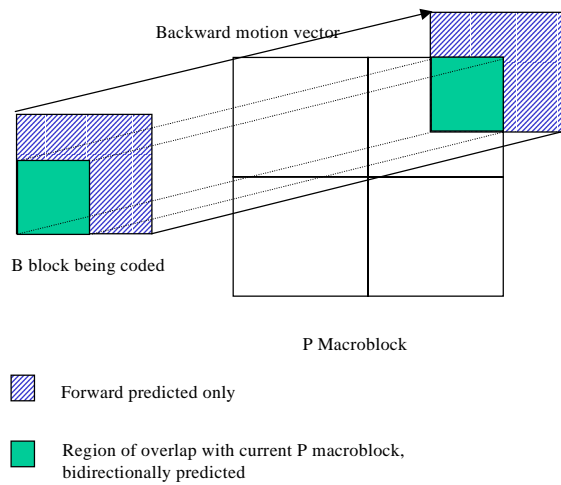 Backward motion vector
B block being coded
P Macroblock
Forward predicted only
Region of overlap with current P macroblock,
bidirectionally predicted